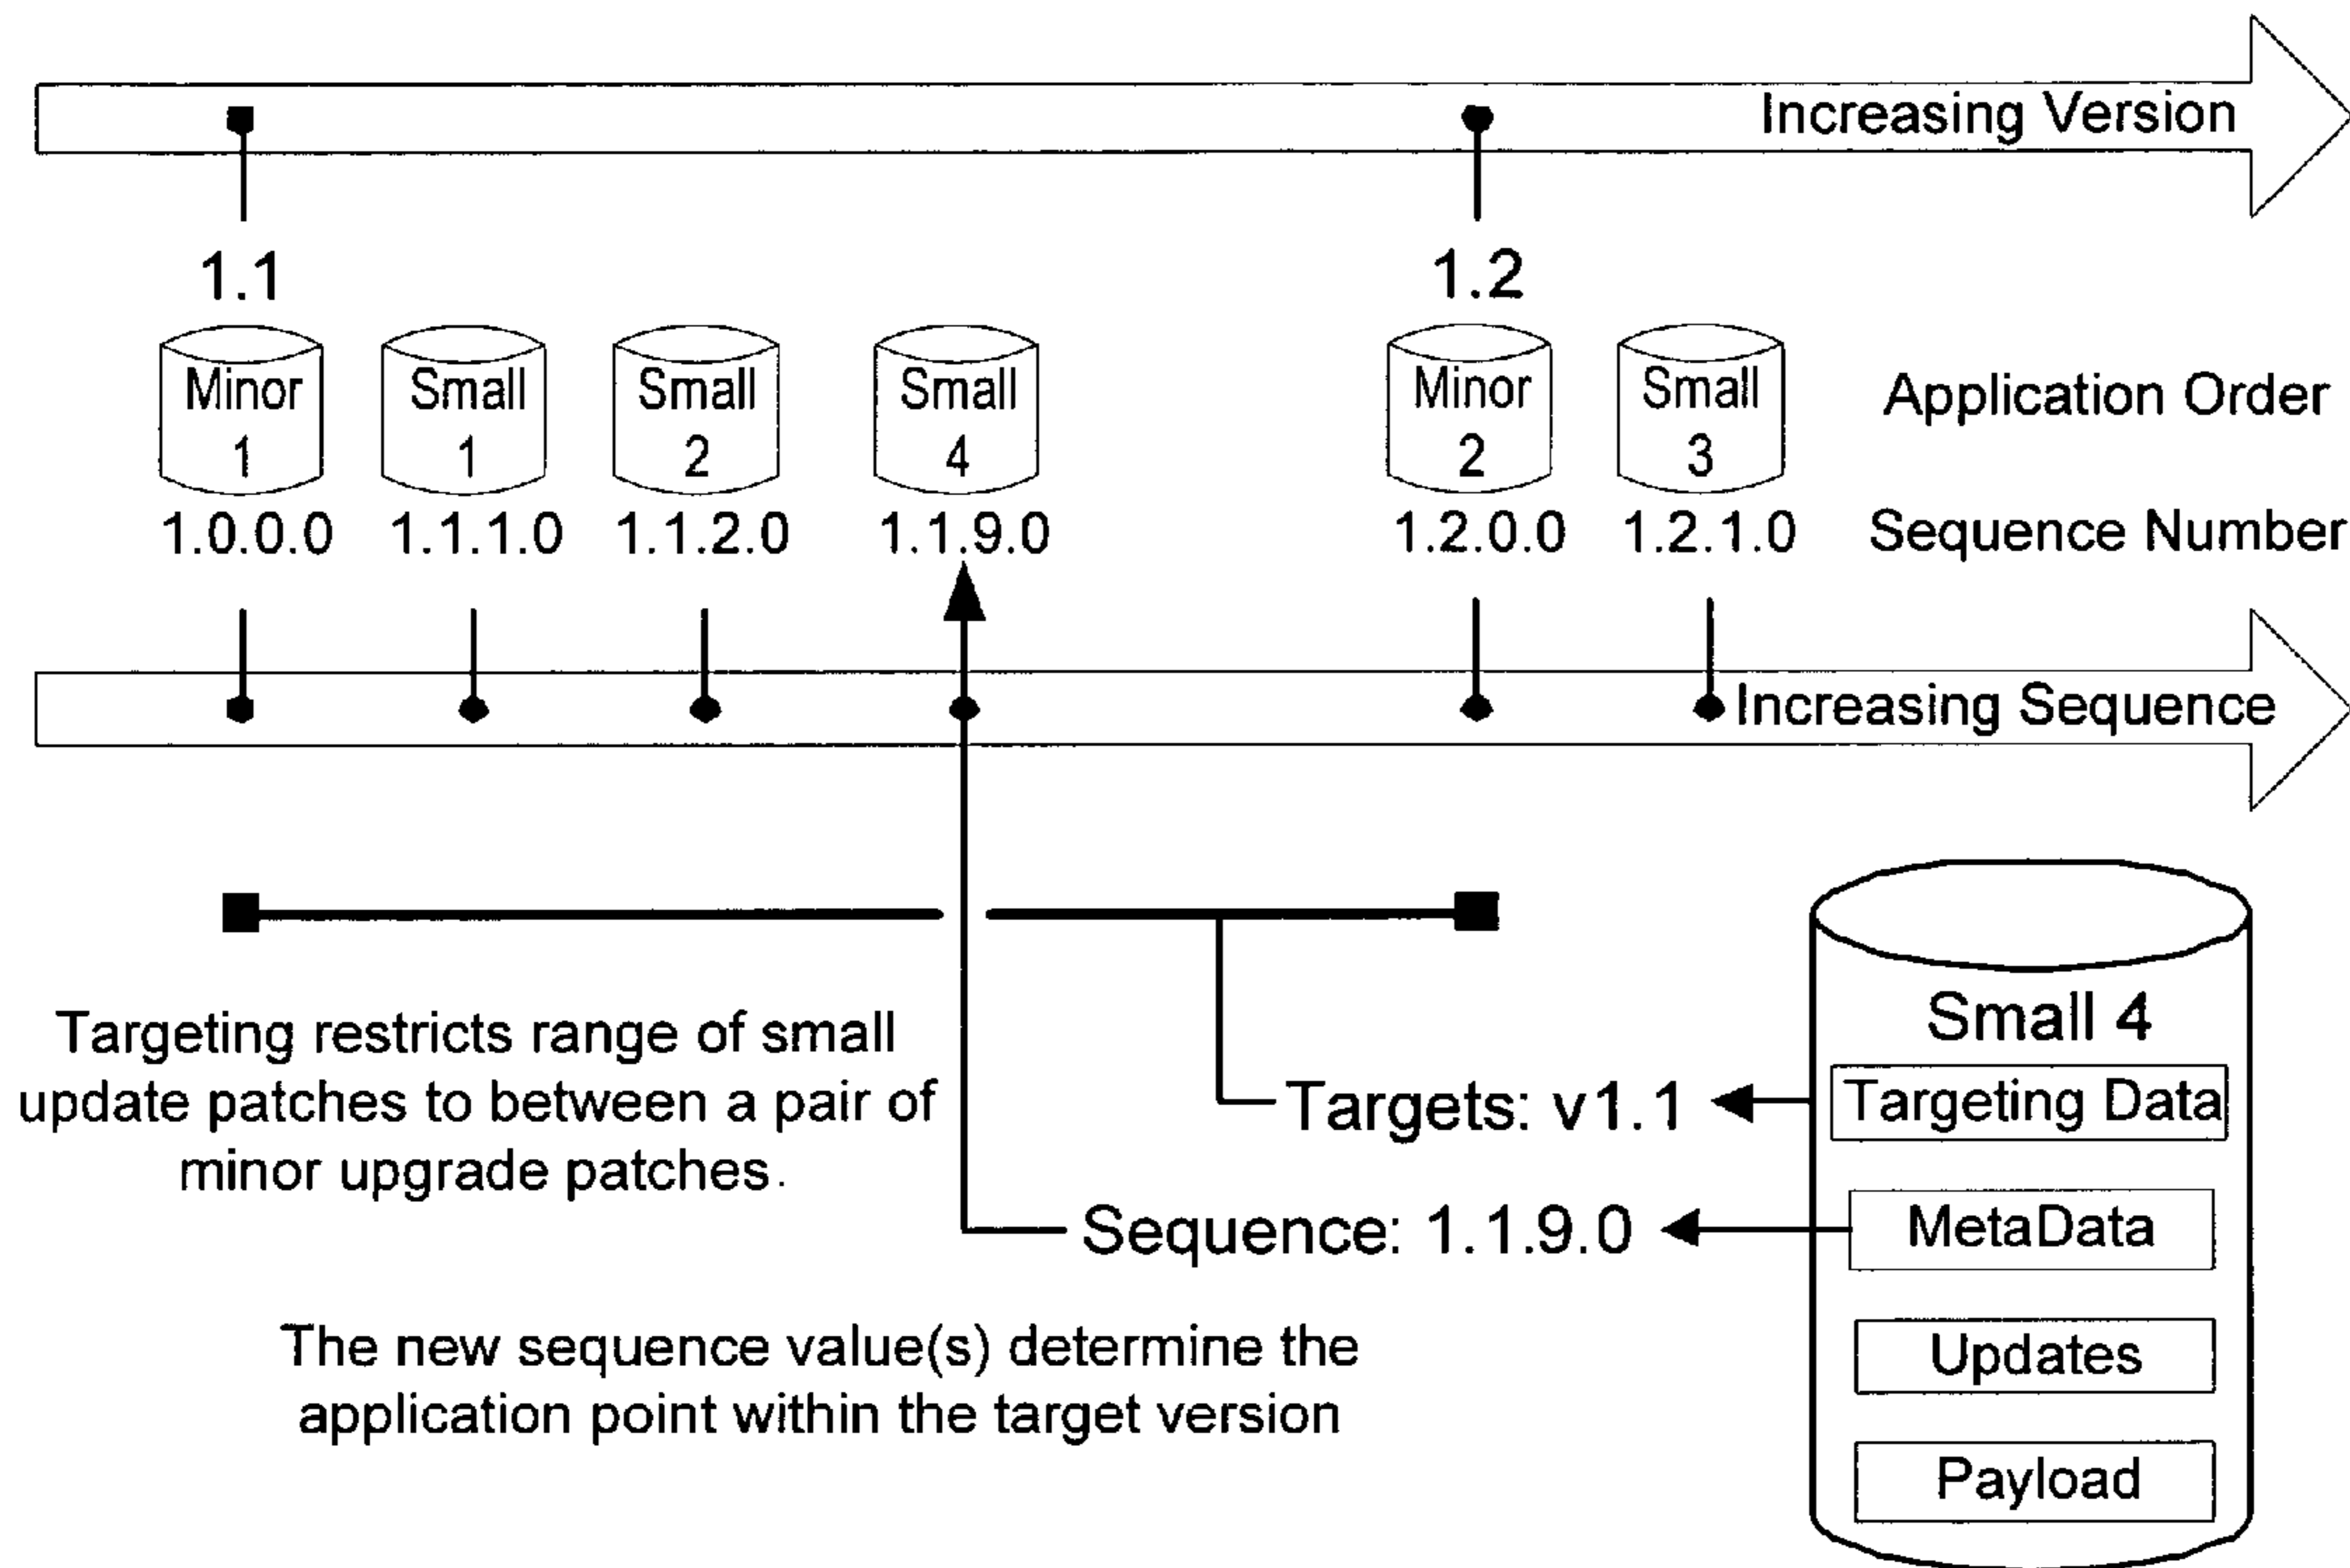 Increasing Version
1.1
1.2
Minor 1
Small 1
Small 2
Small 4
Minor 2
Small 3
Application Order
1.0.0.0
1.1.1.0
1.1.2.0
1.1.9.0
1.2.0.0
1.2.1.0
Sequence Number
Increasing Sequence
Targeting restricts range of small
update patches to between a pair of
minor upgrade patches.
Targets: v1.1
Sequence: 1.1.9.0
The new sequence value(s) determine the
application point within the target version
Small 4
Targeting Data
MetaData
Updates
Payload